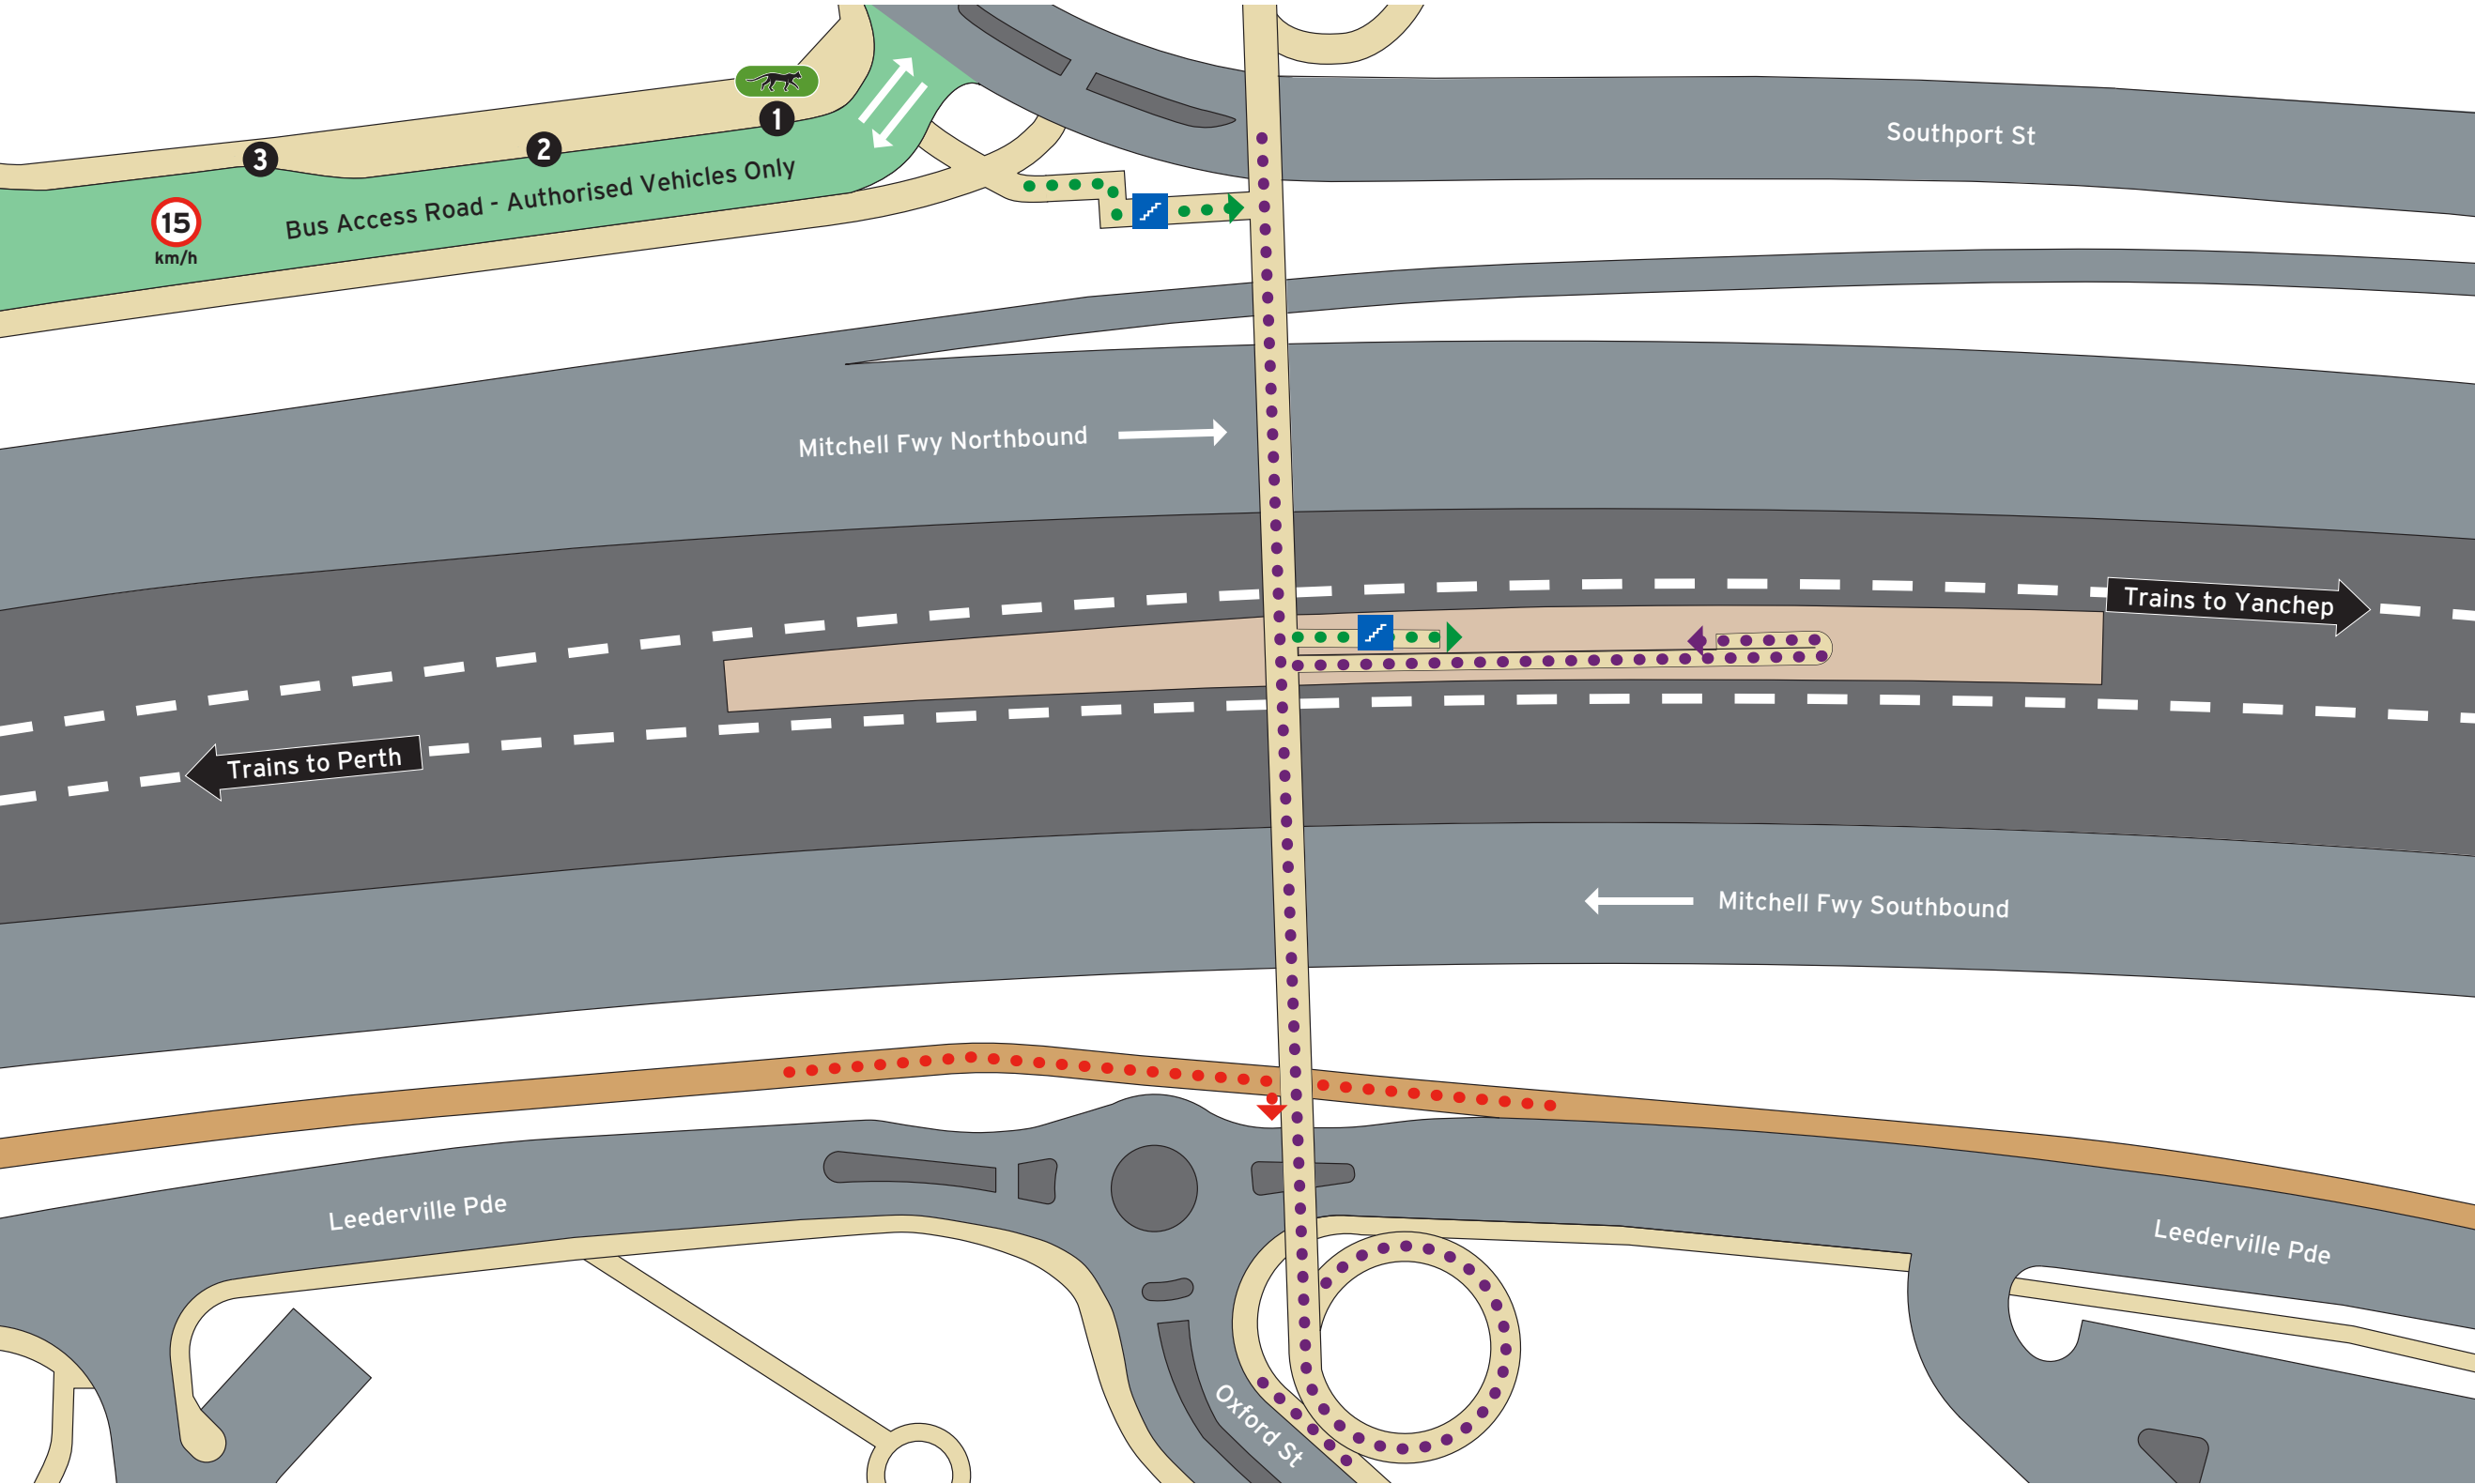 Southport St
1
2
3
Bus Access Road - Authorised Vehicles Only
15
km/h
Mitchell Fwy Northbound
Trains to Yanchep
Trains to Perth
Mitchell Fwy Southbound
Leederville Pde
Leederville Pde
Oxford St